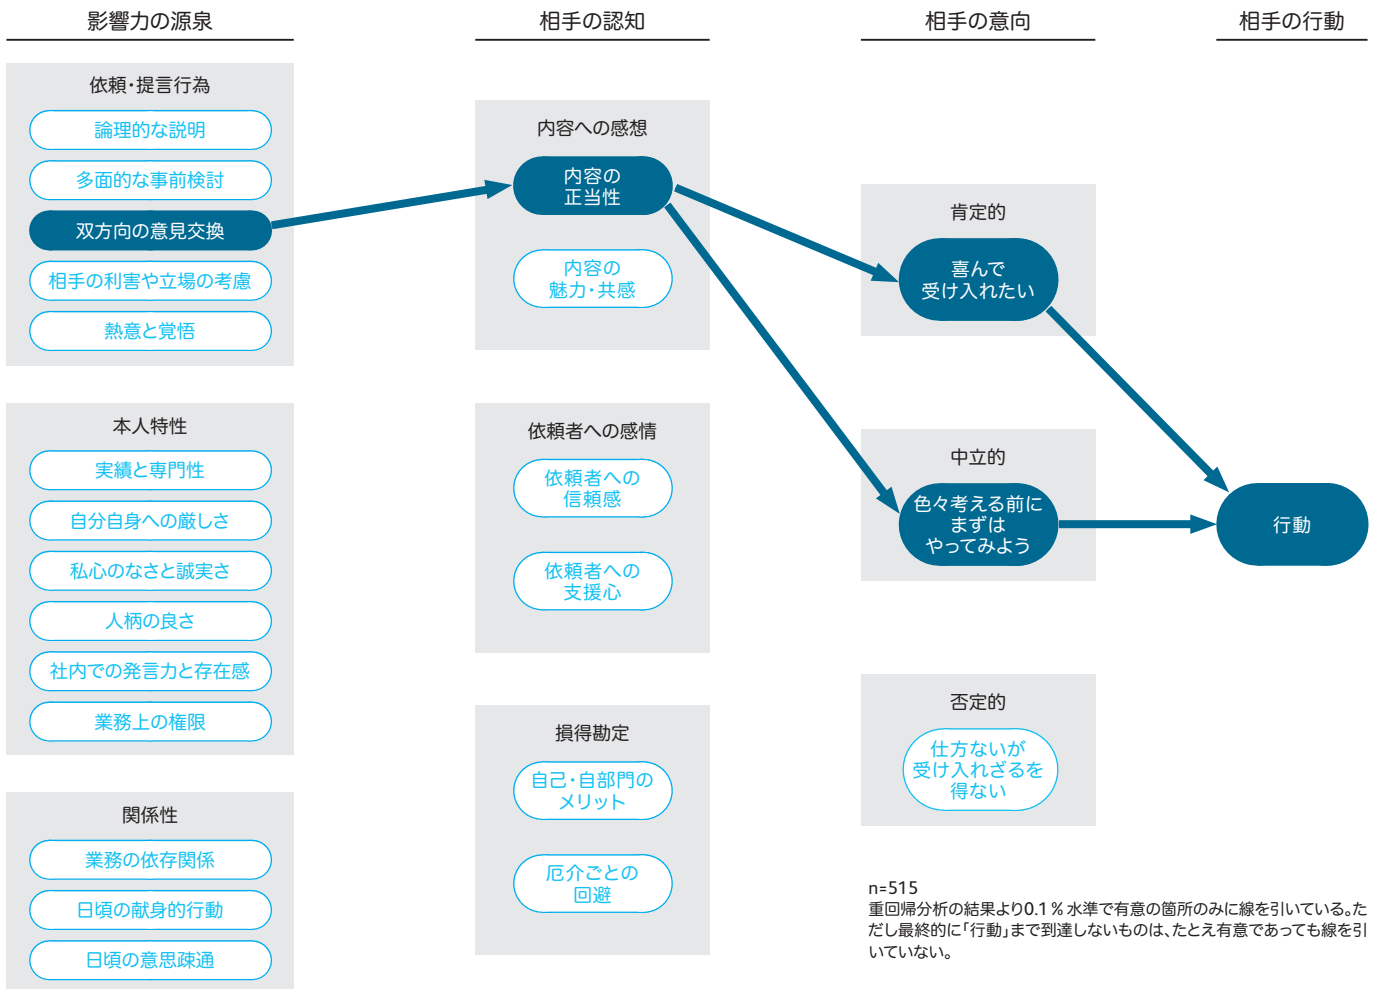 影響力の源泉
相手の認知
相手の意向
相手の行動
依頼・提言行為
論理的な説明
多面的な事前検討
双方向の意見交換
相手の利害や立場の考慮
熱意と覚悟
本人特性
実績と専門性
自分自身への厳しさ
私心のなさと誠実さ
人柄の良さ
社内での発言力と存在感
業務上の権限
関係性
業務の依存関係
日頃の献身的行動
日頃の意思疎通
内容への感想
内容の
正当性
内容の
魅力・共感
依頼者への感情
依頼者への
信頼感
依頼者への
支援心
損得勘定
自己・自部門の
メリット
厄介ごとの
回避
肯定的
喜んで
受け入れたい
中立的
色々考える前に
まずは
やってみよう
否定的
仕方ないが
受け入れざるを
得ない
行動
n=515
重回帰分析の結果より0.1％水準で有意の箇所のみに線を引いている。た
だし最終的に「行動」まで到達しないものは、たとえ有意であっても線を引
いていない。